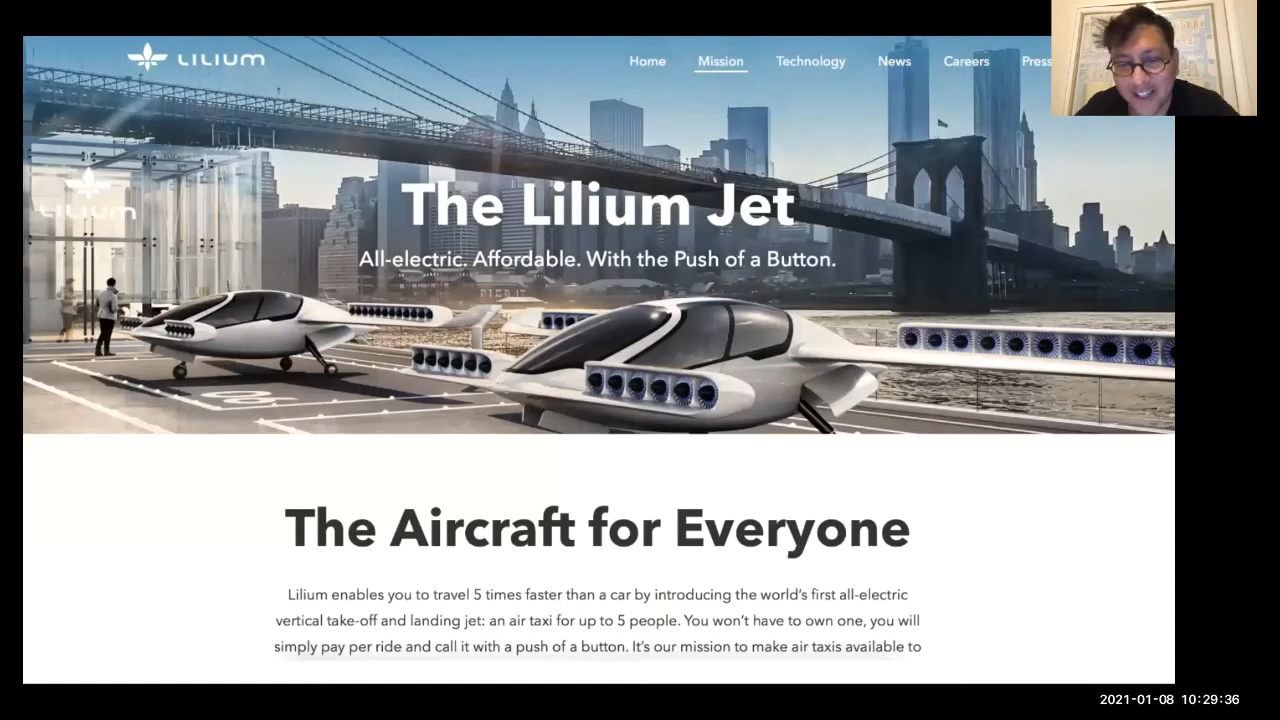 LILIUM
Home Mission Technology News Careers Press
LILIUM
The Lilium Jet
All-electric. Affordable. With the Push of a Button.
The Aircraft for Everyone
Lilium enables you to travel 5 times faster than a car by introducing the world's first all-electric
vertical take-off and landing jet: an air taxi for up to 5 people. You won't have to own one, you will
simply pay per ride and call it with a push of a button. It's our mission to make air taxis available to
2021-01-08 10:29:36